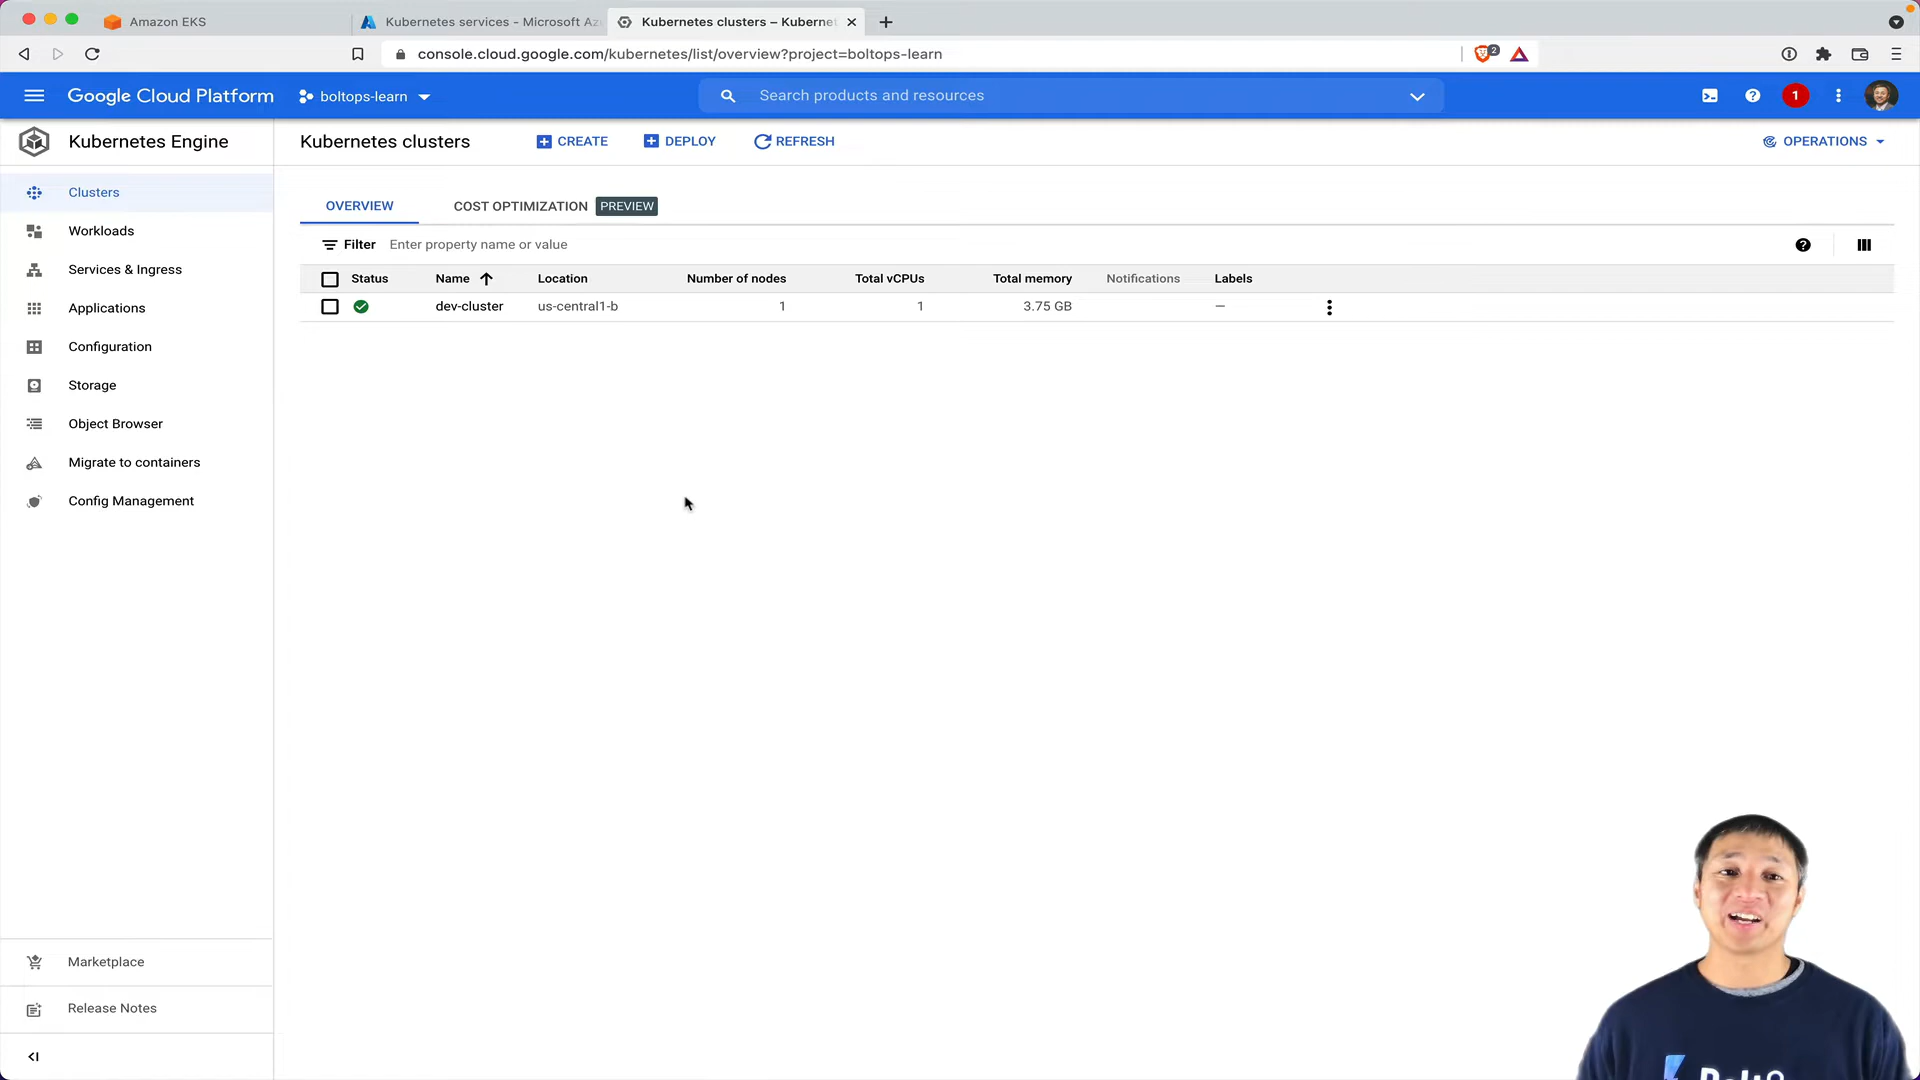 Amazon EKS
Kubernetes services - Microsoft Az
Kubernetes clusters – Kubernet
console.cloud.google.com/kubernetes/list/overview?project=boltops-learn
2
Google Cloud Platform
boltops-learn
Search products and resources
1
Kubernetes Engine
Kubernetes clusters
CREATE
DEPLOY
REFRESH
OPERATIONS
Clusters
Workloads
Services & Ingress
Applications
Configuration
Storage
Object Browser
Migrate to containers
Config Management
OVERVIEW
COST OPTIMIZATION PREVIEW
Filter Enter property name or value
Status Name Location Number of nodes Total vCPUs Total memory Notifications Labels
dev-cluster us-central1-b 1 1 3.75 GB —
Marketplace
Release Notes